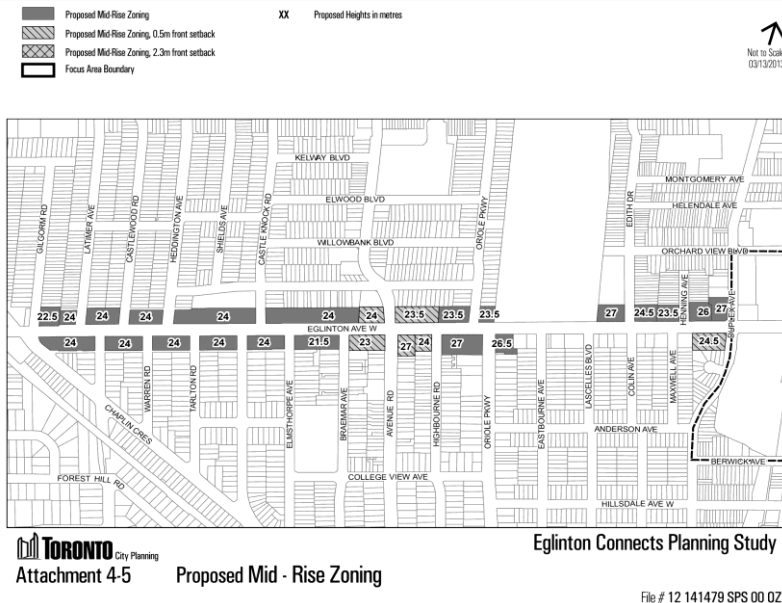 Proposed Mid-Rise Zoning
XX Proposed Heights in metres
Proposed Mid-Rise Zoning, 0.5m front setback
Proposed Mid-Rise Zoning, 2.3m front setback
Focus Area Boundary
Not to Scale
03/13/2013
KELWAY BLVD
MONTGOMERY AVE
ELWOOD BLVD
HELENDALE AVE
WILLOWBANK BLVD
ORCHARD VIEW BLVD
GILGORM RD
LATIMER AVE
CASTLEWOOD RD
HEDDINGTON AVE
SHIELDS AVE
CASTLE KNOCK RD
ORIOLE PKWY
EDITH DR
HENNING AVE
DUPLEX AVE
22.5 24 24 24 24 24 24 23.5 23.5 23.5 27 24.5 23.5 26 27
EGLINTON AVE W
24 24 24 24 24 21.5 23 27 24 27 26.5 24.5
WARREN RD
TARLTON RD
ELMSTHORPE AVE
BRAEMAR AVE
AVENUE RD
HIGHBOURNE RD
ORIOLE PKWY
EASTBOURNE AVE
LASCELLES BLVD
COLIN AVE
MAXWELL AVE
CHAPLIN CRES
ANDERSON AVE
BERWICK AVE
FOREST HILL RD
COLLEGE VIEW AVE
HILLSDALE AVE W
TORONTO City Planning
Eglinton Connects Planning Study
Attachment 4-5 Proposed Mid - Rise Zoning
File # 12 141479 SPS 00 OZ